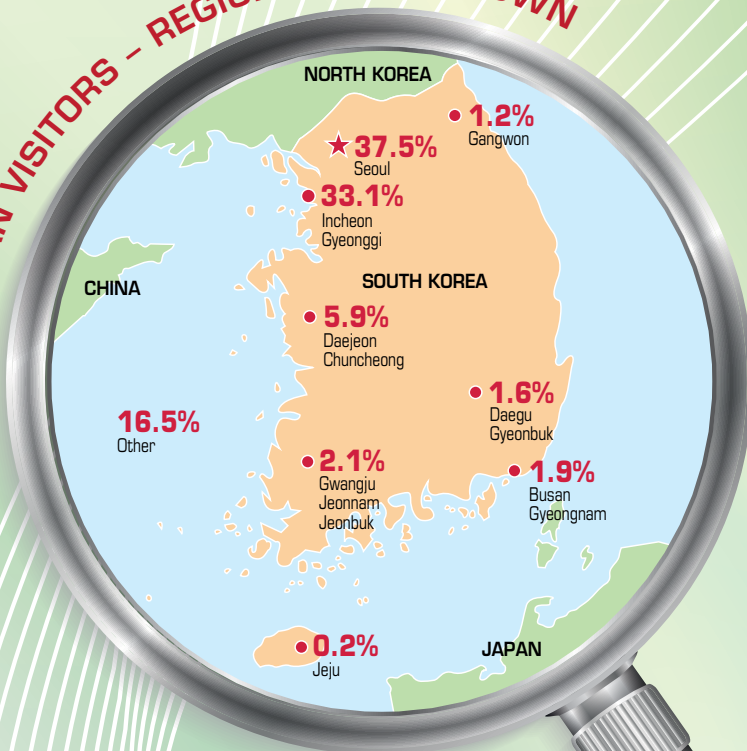 VISITORS –
WN
NORTH KOREA
1.2%
Gangwon
37.5%
Seoul
33.1%
Incheon
Gyeonggi
CHINA
SOUTH KOREA
5.9%
Daejeon
Chuncheong
1.6%
Daegu
Gyeonbuk
16.5%
Other
2.1%
Gwangju
Jeonnam
Jeonbuk
1.9%
Busan
Gyeongnam
0.2%
Jeju
JAPAN